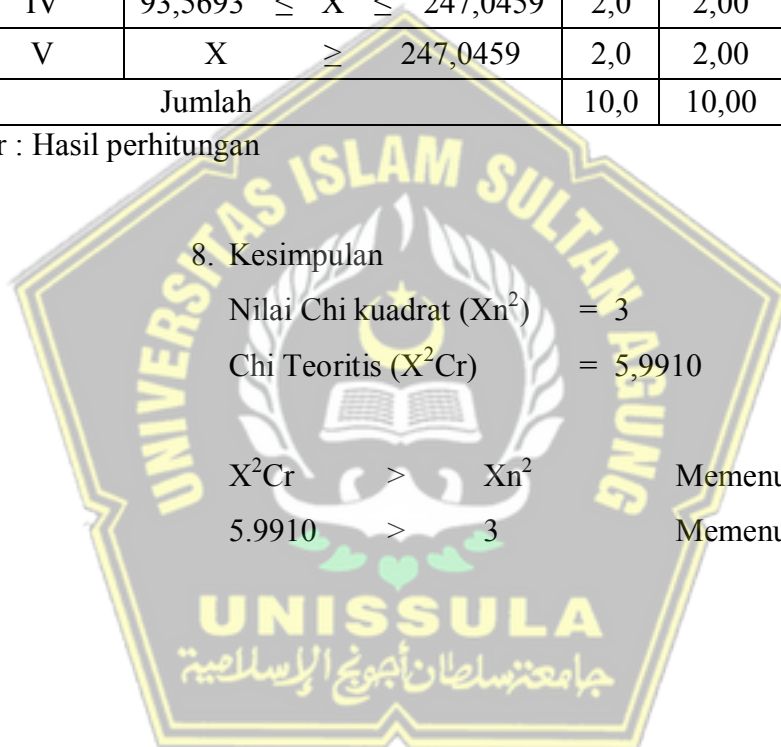 IV 93,5693 ≤ X ≤ 247,0459 2,0 2,00
V X ≥ 247,0459 2,0 2,00
Jumlah 10,0 10,00
r : Hasil perhitungan
UNIVERSITAS ISLAM SULTAN AGUNG
8. Kesimpulan
Nilai Chi kuadrat (Xn²) = 3
Chi Teoritis (X²Cr) = 5,9910
X²Cr > Xn² Memenu
5.9910 > 3 Memenu
UNISSULA
جامعة سلطان أجونج الإسلامية